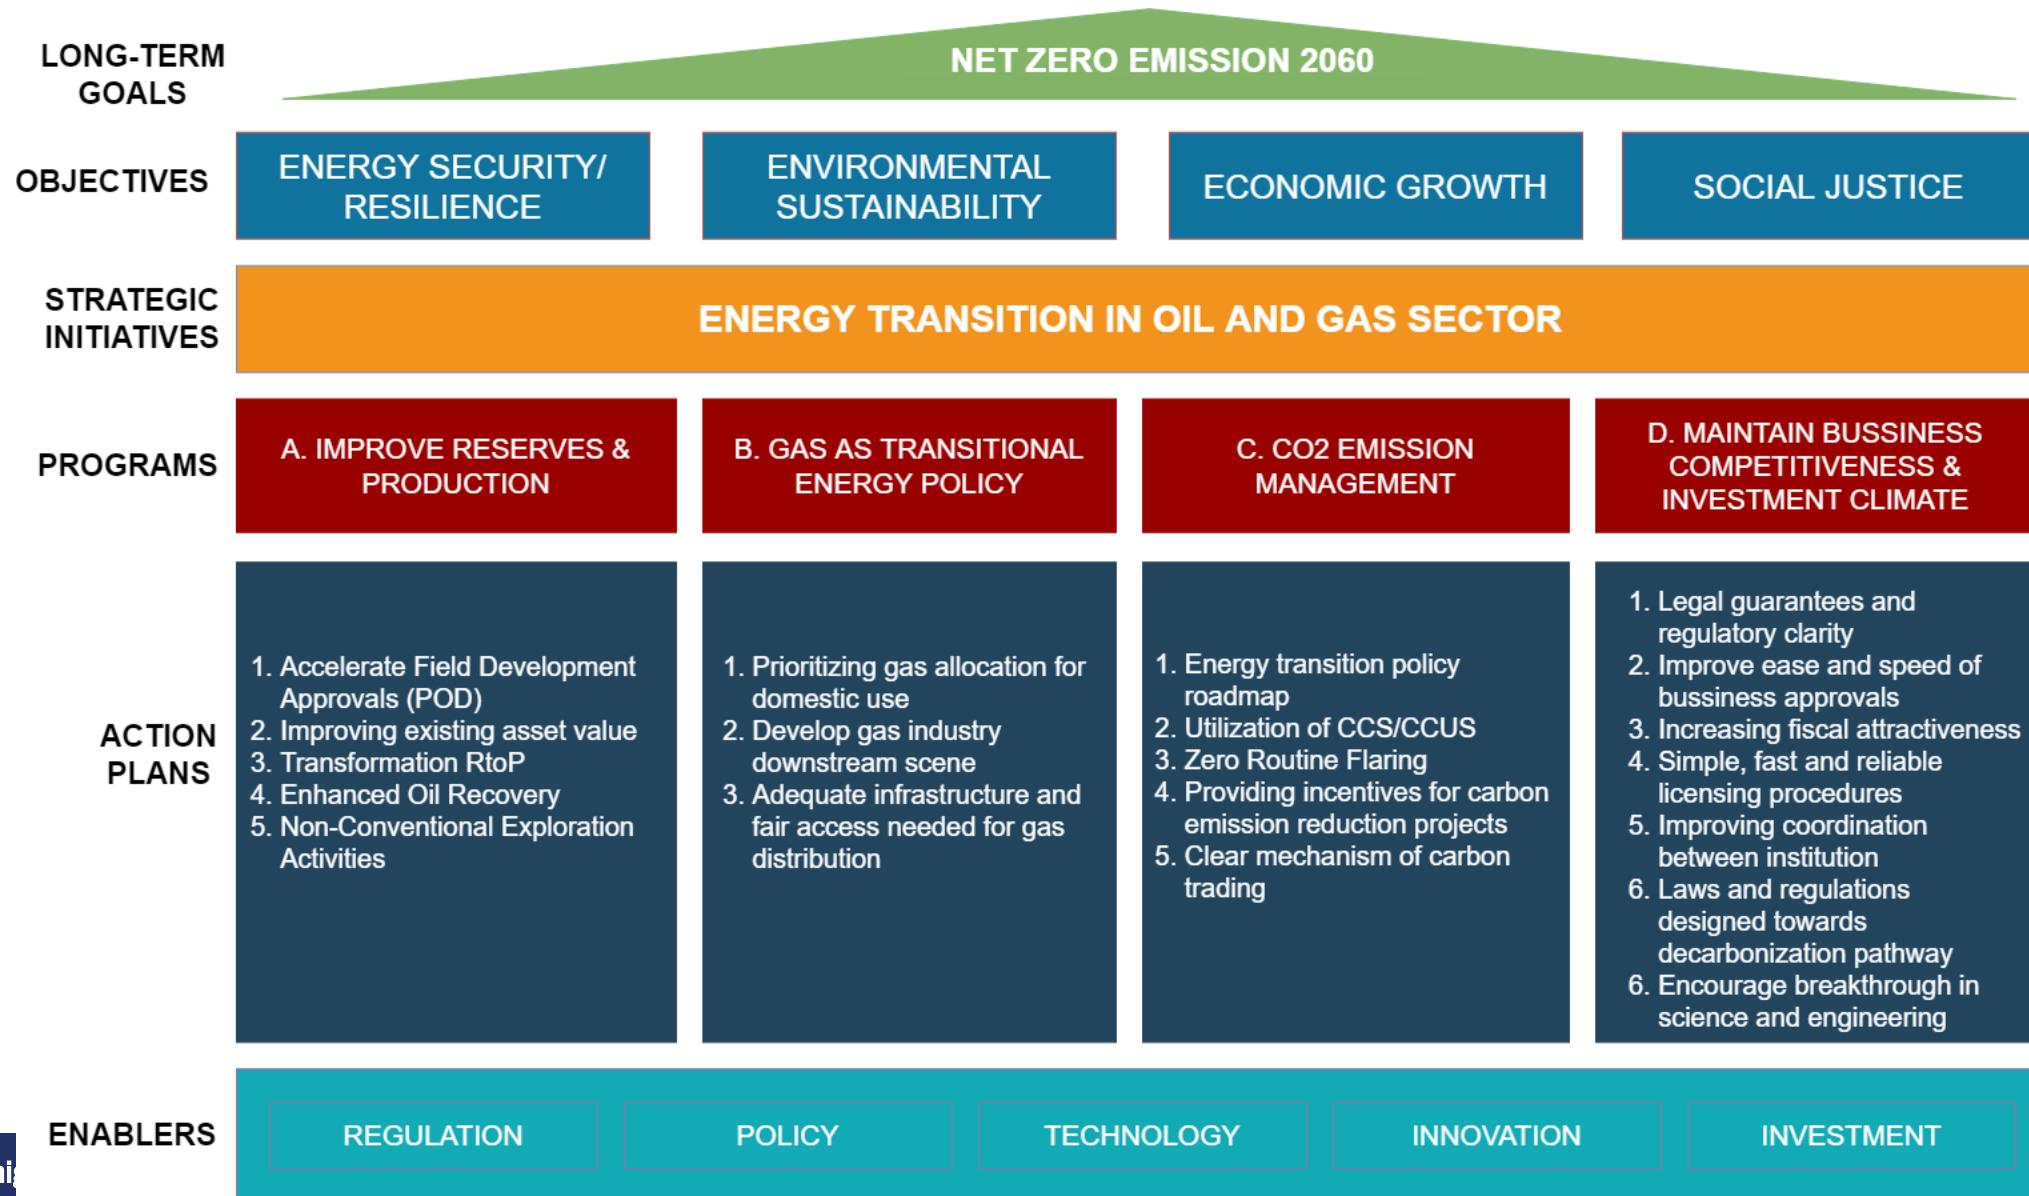 LONG-TERM
GOALS
NET ZERO EMISSION 2060
OBJECTIVES
ENERGY SECURITY/
RESILIENCE
ENVIRONMENTAL
SUSTAINABILITY
ECONOMIC GROWTH
SOCIAL JUSTICE
STRATEGIC
INITIATIVES
ENERGY TRANSITION IN OIL AND GAS SECTOR
PROGRAMS
A. IMPROVE RESERVES &
PRODUCTION
B. GAS AS TRANSITIONAL
ENERGY POLICY
C. CO2 EMISSION
MANAGEMENT
D. MAINTAIN BUSSINESS
COMPETITIVENESS &
INVESTMENT CLIMATE
ACTION
PLANS
1. Accelerate Field Development
Approvals (POD)
2. Improving existing asset value
3. Transformation RtoP
4. Enhanced Oil Recovery
5. Non-Conventional Exploration
Activities
1. Prioritizing gas allocation for
domestic use
2. Develop gas industry
downstream scene
3. Adequate infrastructure and
fair access needed for gas
distribution
1. Energy transition policy
roadmap
2. Utilization of CCS/CCUS
3. Zero Routine Flaring
4. Providing incentives for carbon
emission reduction projects
5. Clear mechanism of carbon
trading
1. Legal guarantees and
regulatory clarity
2. Improve ease and speed of
bussiness approvals
3. Increasing fiscal attractiveness
4. Simple, fast and reliable
licensing procedures
5. Improving coordination
between institution
6. Laws and regulations
designed towards
decarbonization pathway
6. Encourage breakthrough in
science and engineering
ENABLERS
REGULATION
POLICY
TECHNOLOGY
INNOVATION
INVESTMENT